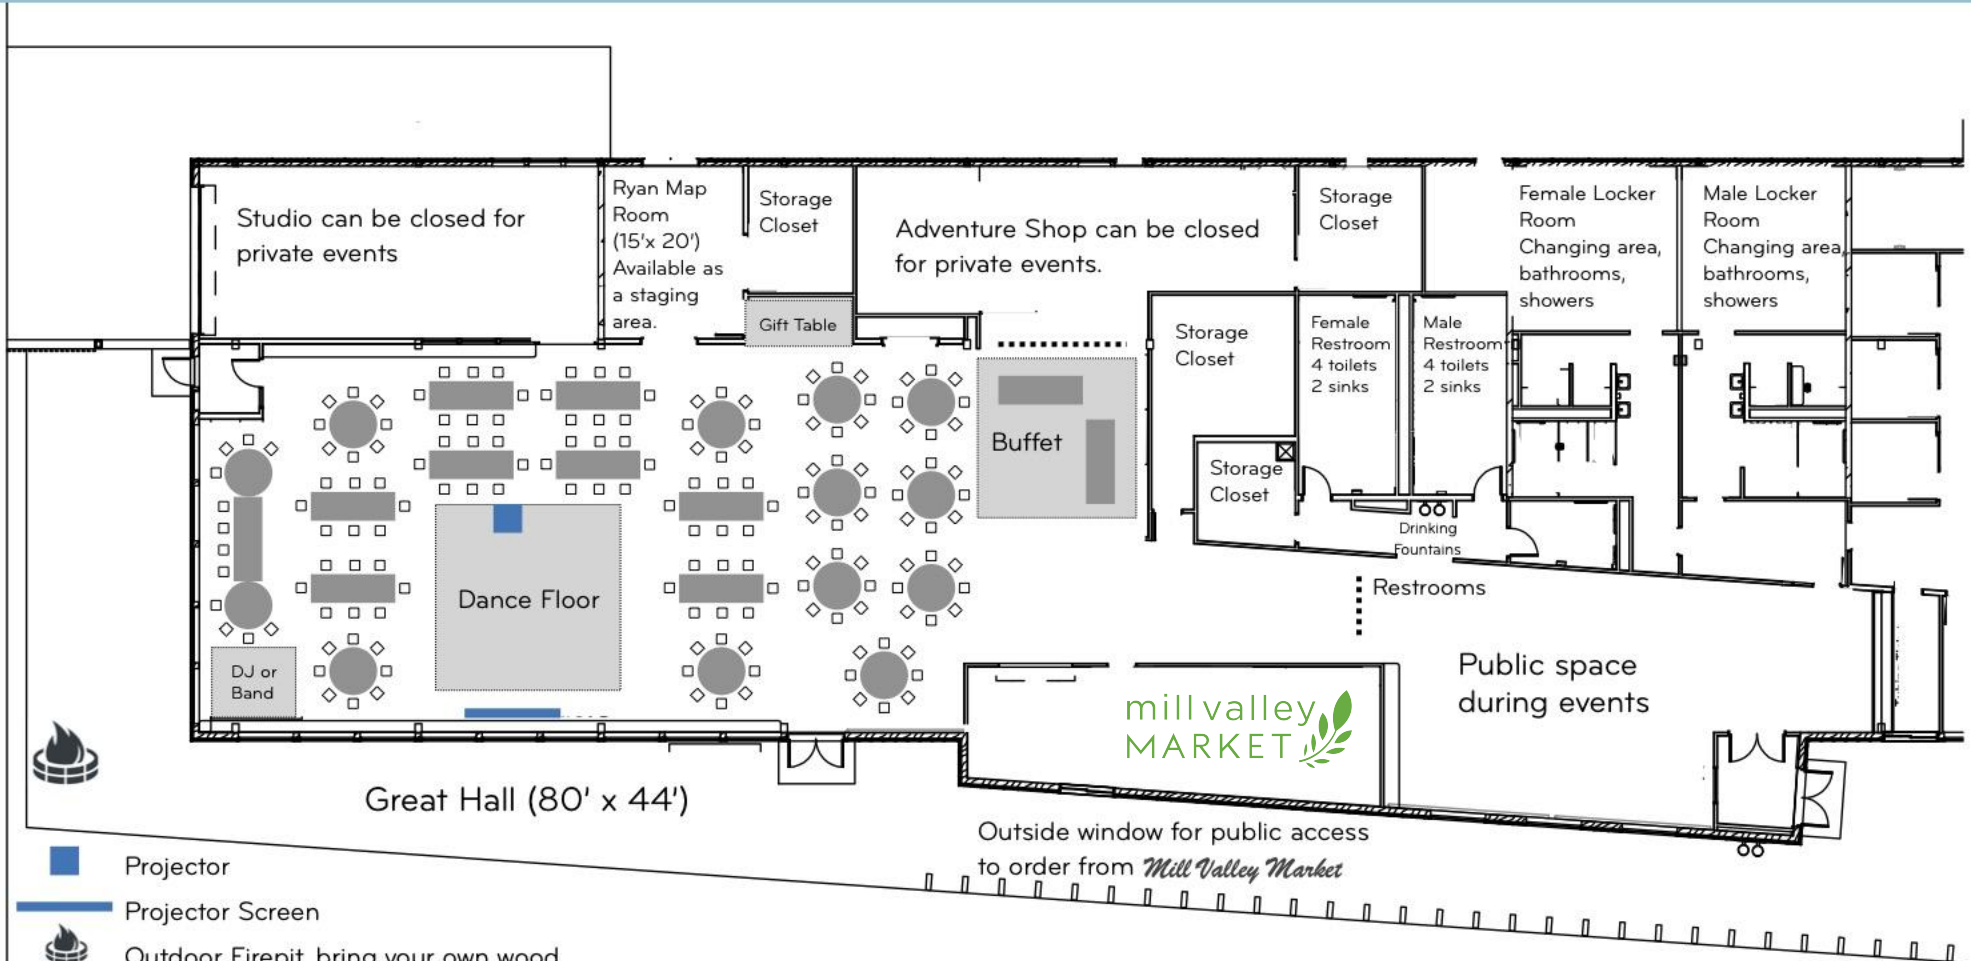 Studio can be closed for
private events
Ryan Map
Room
(15'x 20')
Available as
a staging
area.
Storage
Closet
Gift Table
Adventure Shop can be closed
for private events.
Storage
Closet
Female Locker
Room
Changing area,
bathrooms,
showers
Male Locker
Room
Changing area,
bathrooms,
showers
Storage
Closet
Female
Restroom
4 toilets
2 sinks
Male
Restroom
4 toilets
2 sinks
Buffet
Storage
Closet
Drinking
Fountains
Restrooms
Dance Floor
DJ or
Band
Public space
during events
mill valley
MARKET
Great Hall (80' x 44')
Outside window for public access
to order from Mill Valley Market
Projector
Projector Screen
Outdoor Firepit, bring your own wood